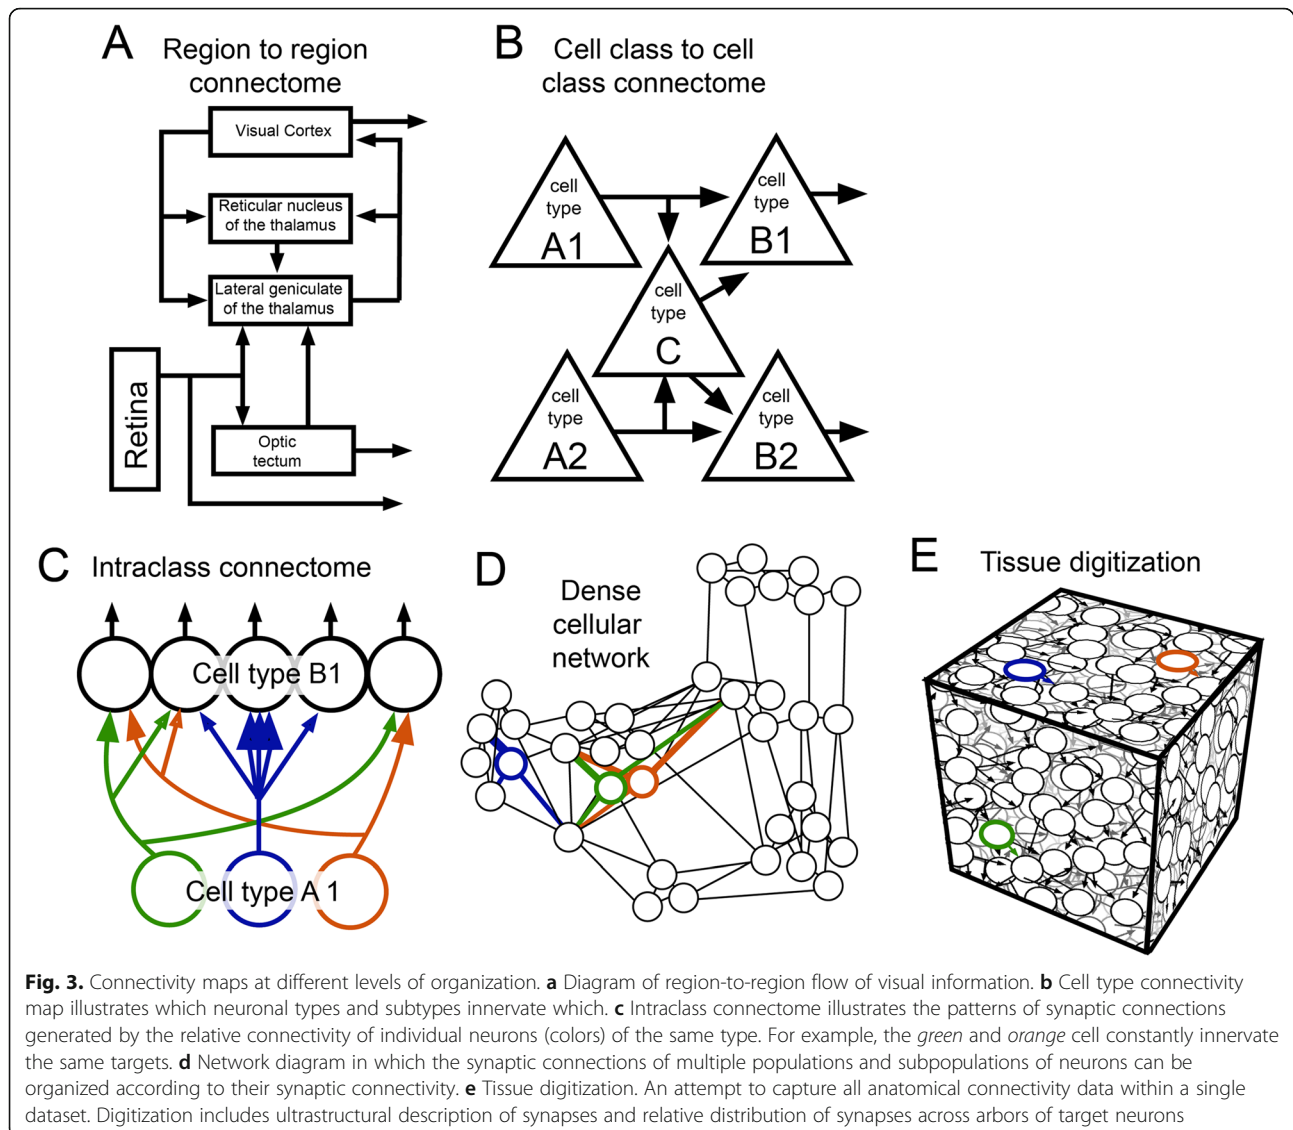 A
Region to region
connectome
Visual Cortex
Reticular nucleus
of the thalamus
Lateral geniculate
of the thalamus
Retina
Optic
tectum
B
Cell class to cell
class connectome
cell
type
A1
cell
type
B1
cell
type
C
cell
type
A2
cell
type
B2
C
Intraclass connectome
Cell type B1
Cell type A 1
D
Dense
cellular
network
E
Tissue digitization
Fig. 3. Connectivity maps at different levels of organization. a Diagram of region-to-region flow of visual information. b Cell type connectivity
map illustrates which neuronal types and subtypes innervate which. c Intraclass connectome illustrates the patterns of synaptic connections
generated by the relative connectivity of individual neurons (colors) of the same type. For example, the green and orange cell constantly innervate
the same targets. d Network diagram in which the synaptic connections of multiple populations and subpopulations of neurons can be
organized according to their synaptic connectivity. e Tissue digitization. An attempt to capture all anatomical connectivity data within a single
dataset. Digitization includes ultrastructural description of synapses and relative distribution of synapses across arbors of target neurons